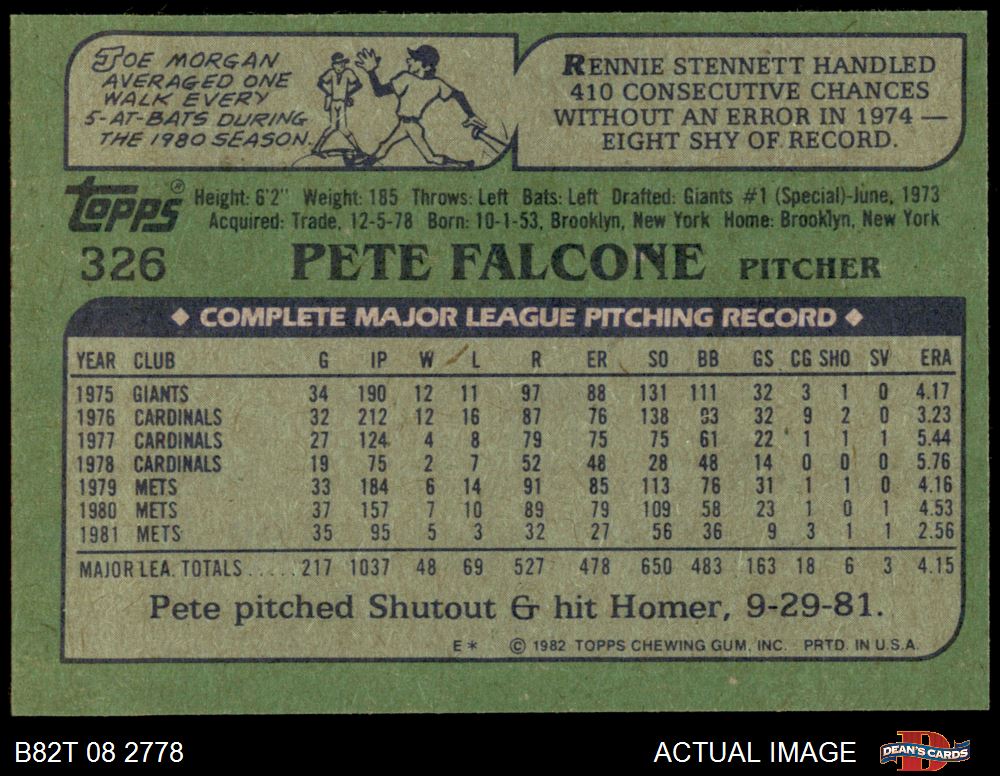 JOE MORGAN
AVERAGED ONE
WALK EVERY
5-AT-BATS DURING
THE 1980 SEASON.
RENNIE STENNETT HANDLED
410 CONSECUTIVE CHANCES
WITHOUT AN ERROR IN 1974 —
EIGHT SHY OF RECORD.
Topps®
Height: 6'2" Weight: 185 Throws: Left Bats: Left Drafted: Giants #1 (Special)-June, 1973
Acquired: Trade, 12-5-78 Born: 10-1-53, Brooklyn, New York Home: Brooklyn, New York
326 PETE FALCONE PITCHER
◆ COMPLETE MAJOR LEAGUE PITCHING RECORD ◆
YEAR CLUB G IP W L R ER SO BB GS CG SHO SV ERA
1975 GIANTS 34 190 12 11 97 88 131 111 32 3 1 0 4.17
1976 CARDINALS 32 212 12 16 87 76 138 93 32 9 2 0 3.23
1977 CARDINALS 27 124 4 8 79 75 75 61 22 1 1 1 5.44
1978 CARDINALS 19 75 2 7 52 48 28 48 14 0 0 0 5.76
1979 METS 33 184 6 14 91 85 113 76 31 1 1 0 4.16
1980 METS 37 157 7 10 89 79 109 58 23 1 0 1 4.53
1981 METS 35 95 5 3 32 27 56 36 9 3 1 1 2.56
MAJOR LEA. TOTALS ..... 217 1037 48 69 527 478 650 483 163 18 6 3 4.15
Pete pitched Shutout & hit Homer, 9-29-81.
E* © 1982 TOPPS CHEWING GUM, INC. PRTD. IN U.S.A.
B82T 08 2778 ACTUAL IMAGE D DEAN'S CARDS